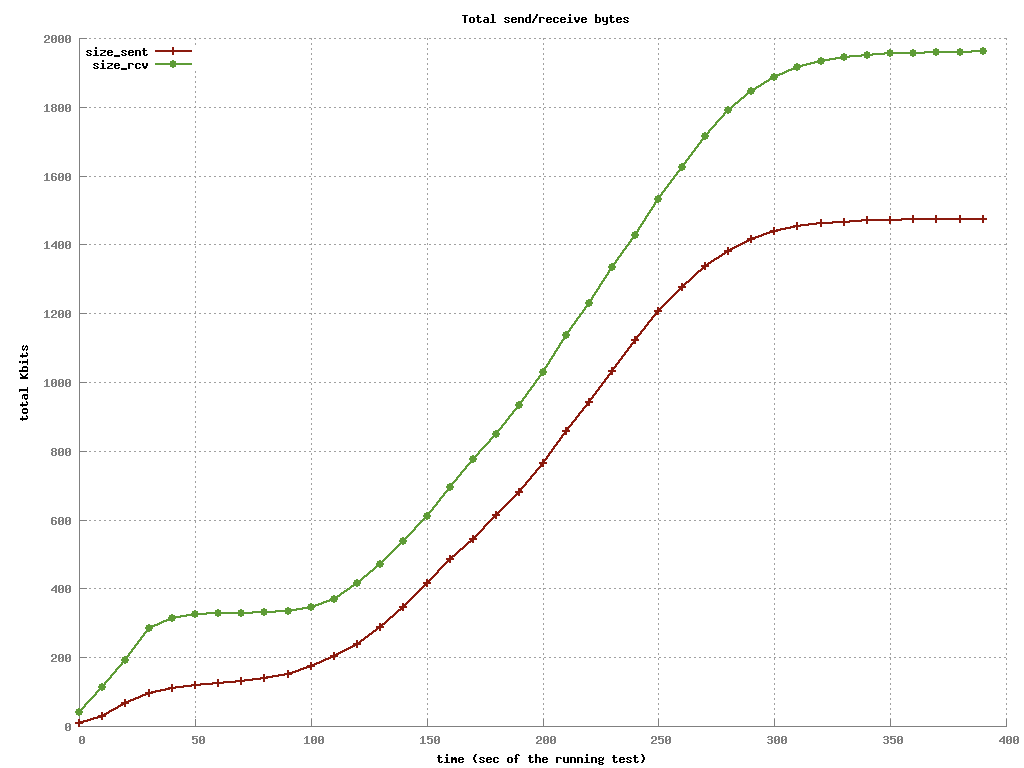 Total send/receive bytes
size_sent
size_rcv
2000
1800
1600
1400
1200
1000
800
600
400
200
0
total Kbits
0 50 100 150 200 250 300 350 400
time (sec of the running test)